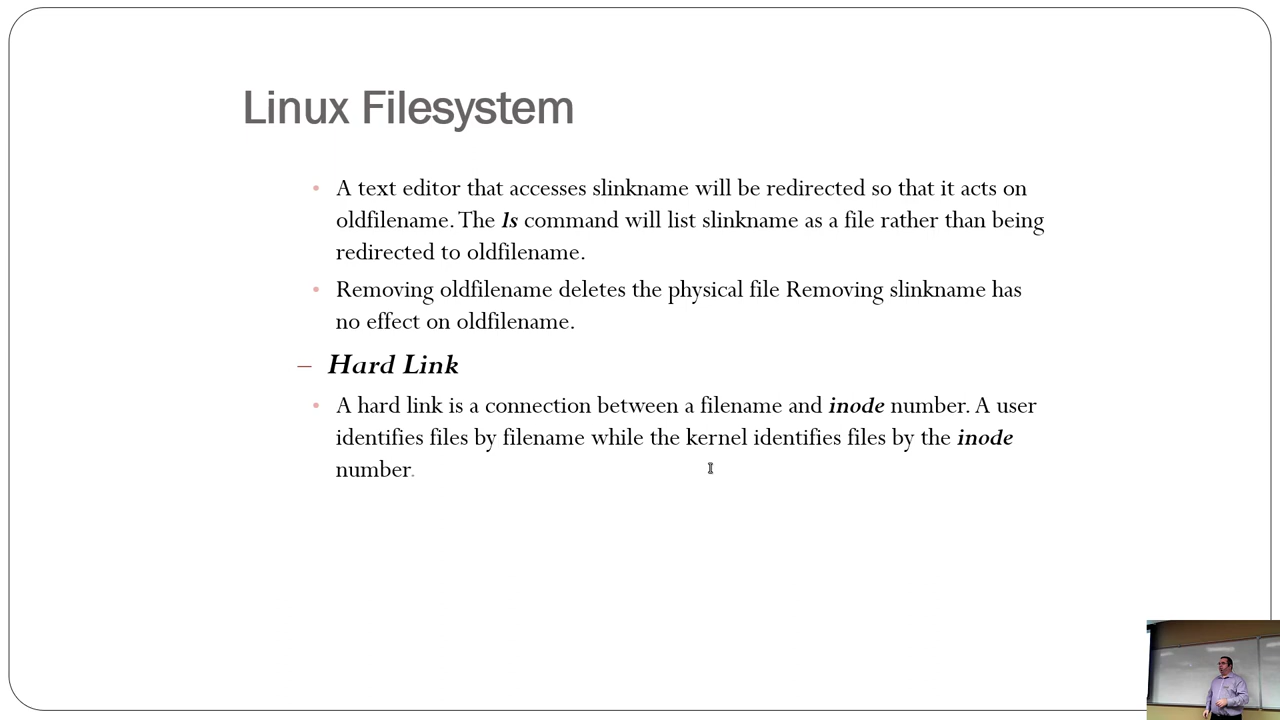 Linux Filesystem
• A text editor that accesses slinkname will be redirected so that it acts on
oldfilename. The ls command will list slinkname as a file rather than being
redirected to oldfilename.
• Removing oldfilename deletes the physical file Removing slinkname has
no effect on oldfilename.
– Hard Link
• A hard link is a connection between a filename and inode number. A user
identifies files by filename while the kernel identifies files by the inode
number.